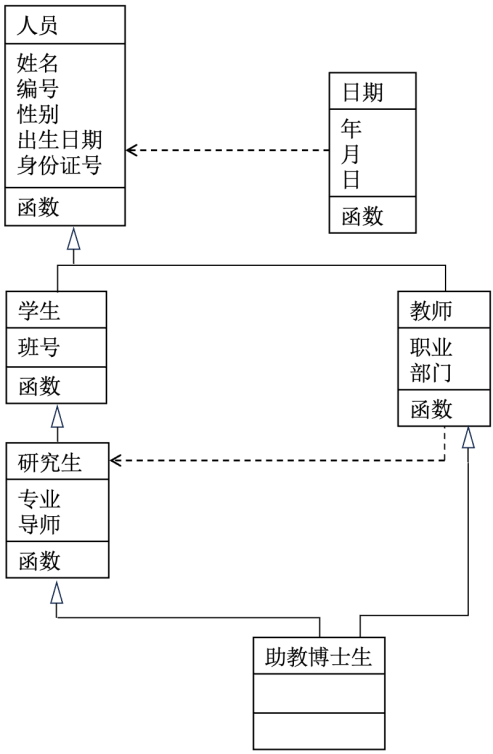 人员
姓名
编号
性别
出生日期
身份证号
函数
日期
年
月
日
函数
学生
班号
函数
教师
职业
部门
函数
研究生
专业
导师
函数
助教博士生